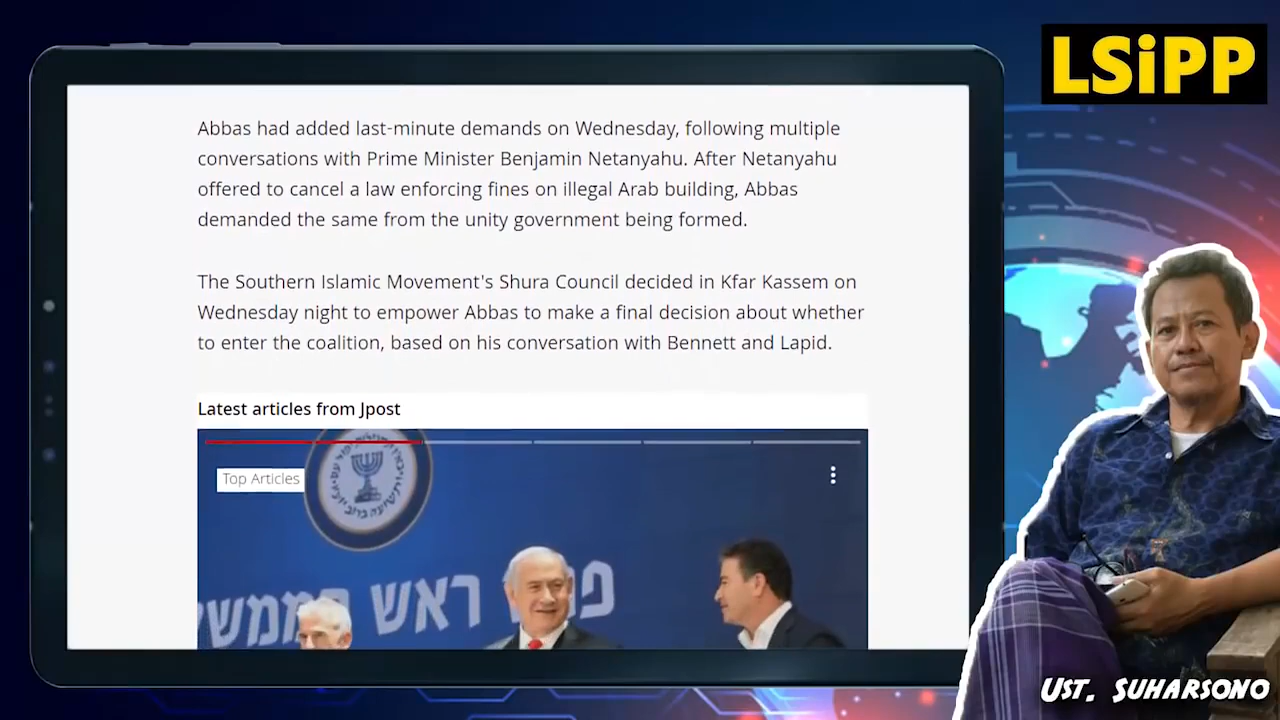 LSiPP
Abbas had added last-minute demands on Wednesday, following multiple
conversations with Prime Minister Benjamin Netanyahu. After Netanyahu
offered to cancel a law enforcing fines on illegal Arab building, Abbas
demanded the same from the unity government being formed.
The Southern Islamic Movement's Shura Council decided in Kfar Kassem on
Wednesday night to empower Abbas to make a final decision about whether
to enter the coalition, based on his conversation with Bennett and Lapid.
Latest articles from Jpost
Top Articles
ראש
UST. SUHARSONO